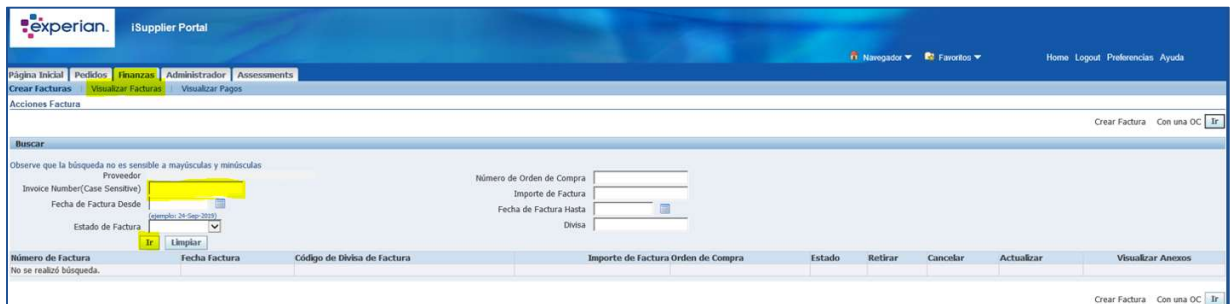 experian. iSupplier Portal
Navegador Favoritos Home Logout Preferencias Ayuda
Página Inicial Pedidos Finanzas Administrador Assessments
Crear Facturas Visualizar Facturas Visualizar Pagos
Acciones Factura
Crear Factura Con una OC Ir
Buscar
Observe que la búsqueda no es sensible a mayúsculas y minúsculas
Proveedor
Número de Orden de Compra
Invoice Number(Case Sensitive)
Importe de Factura
Fecha de Factura Desde
Fecha de Factura Hasta
(ejemplo: 24-Sep-2019)
Estado de Factura
Divisa
Ir Limpiar
Número de Factura Fecha Factura Código de Divisa de Factura Importe de Factura Orden de Compra Estado Retirar Cancelar Actualizar Visualizar Anexos
No se realizó búsqueda.
Crear Factura Con una OC Ir